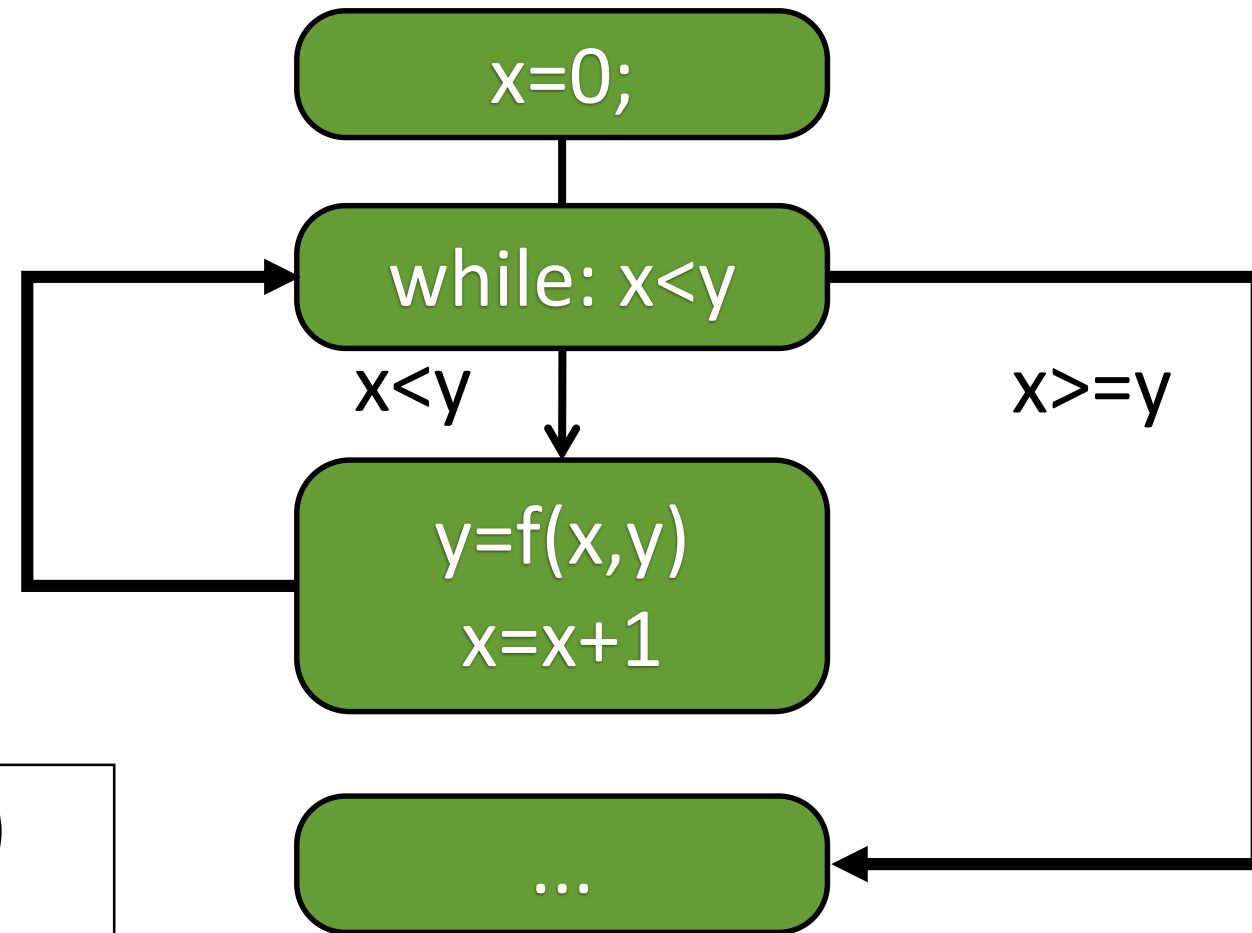 x=0;
while: x<y
x<y
x>=y
y=f(x,y)
x=x+1
)
...